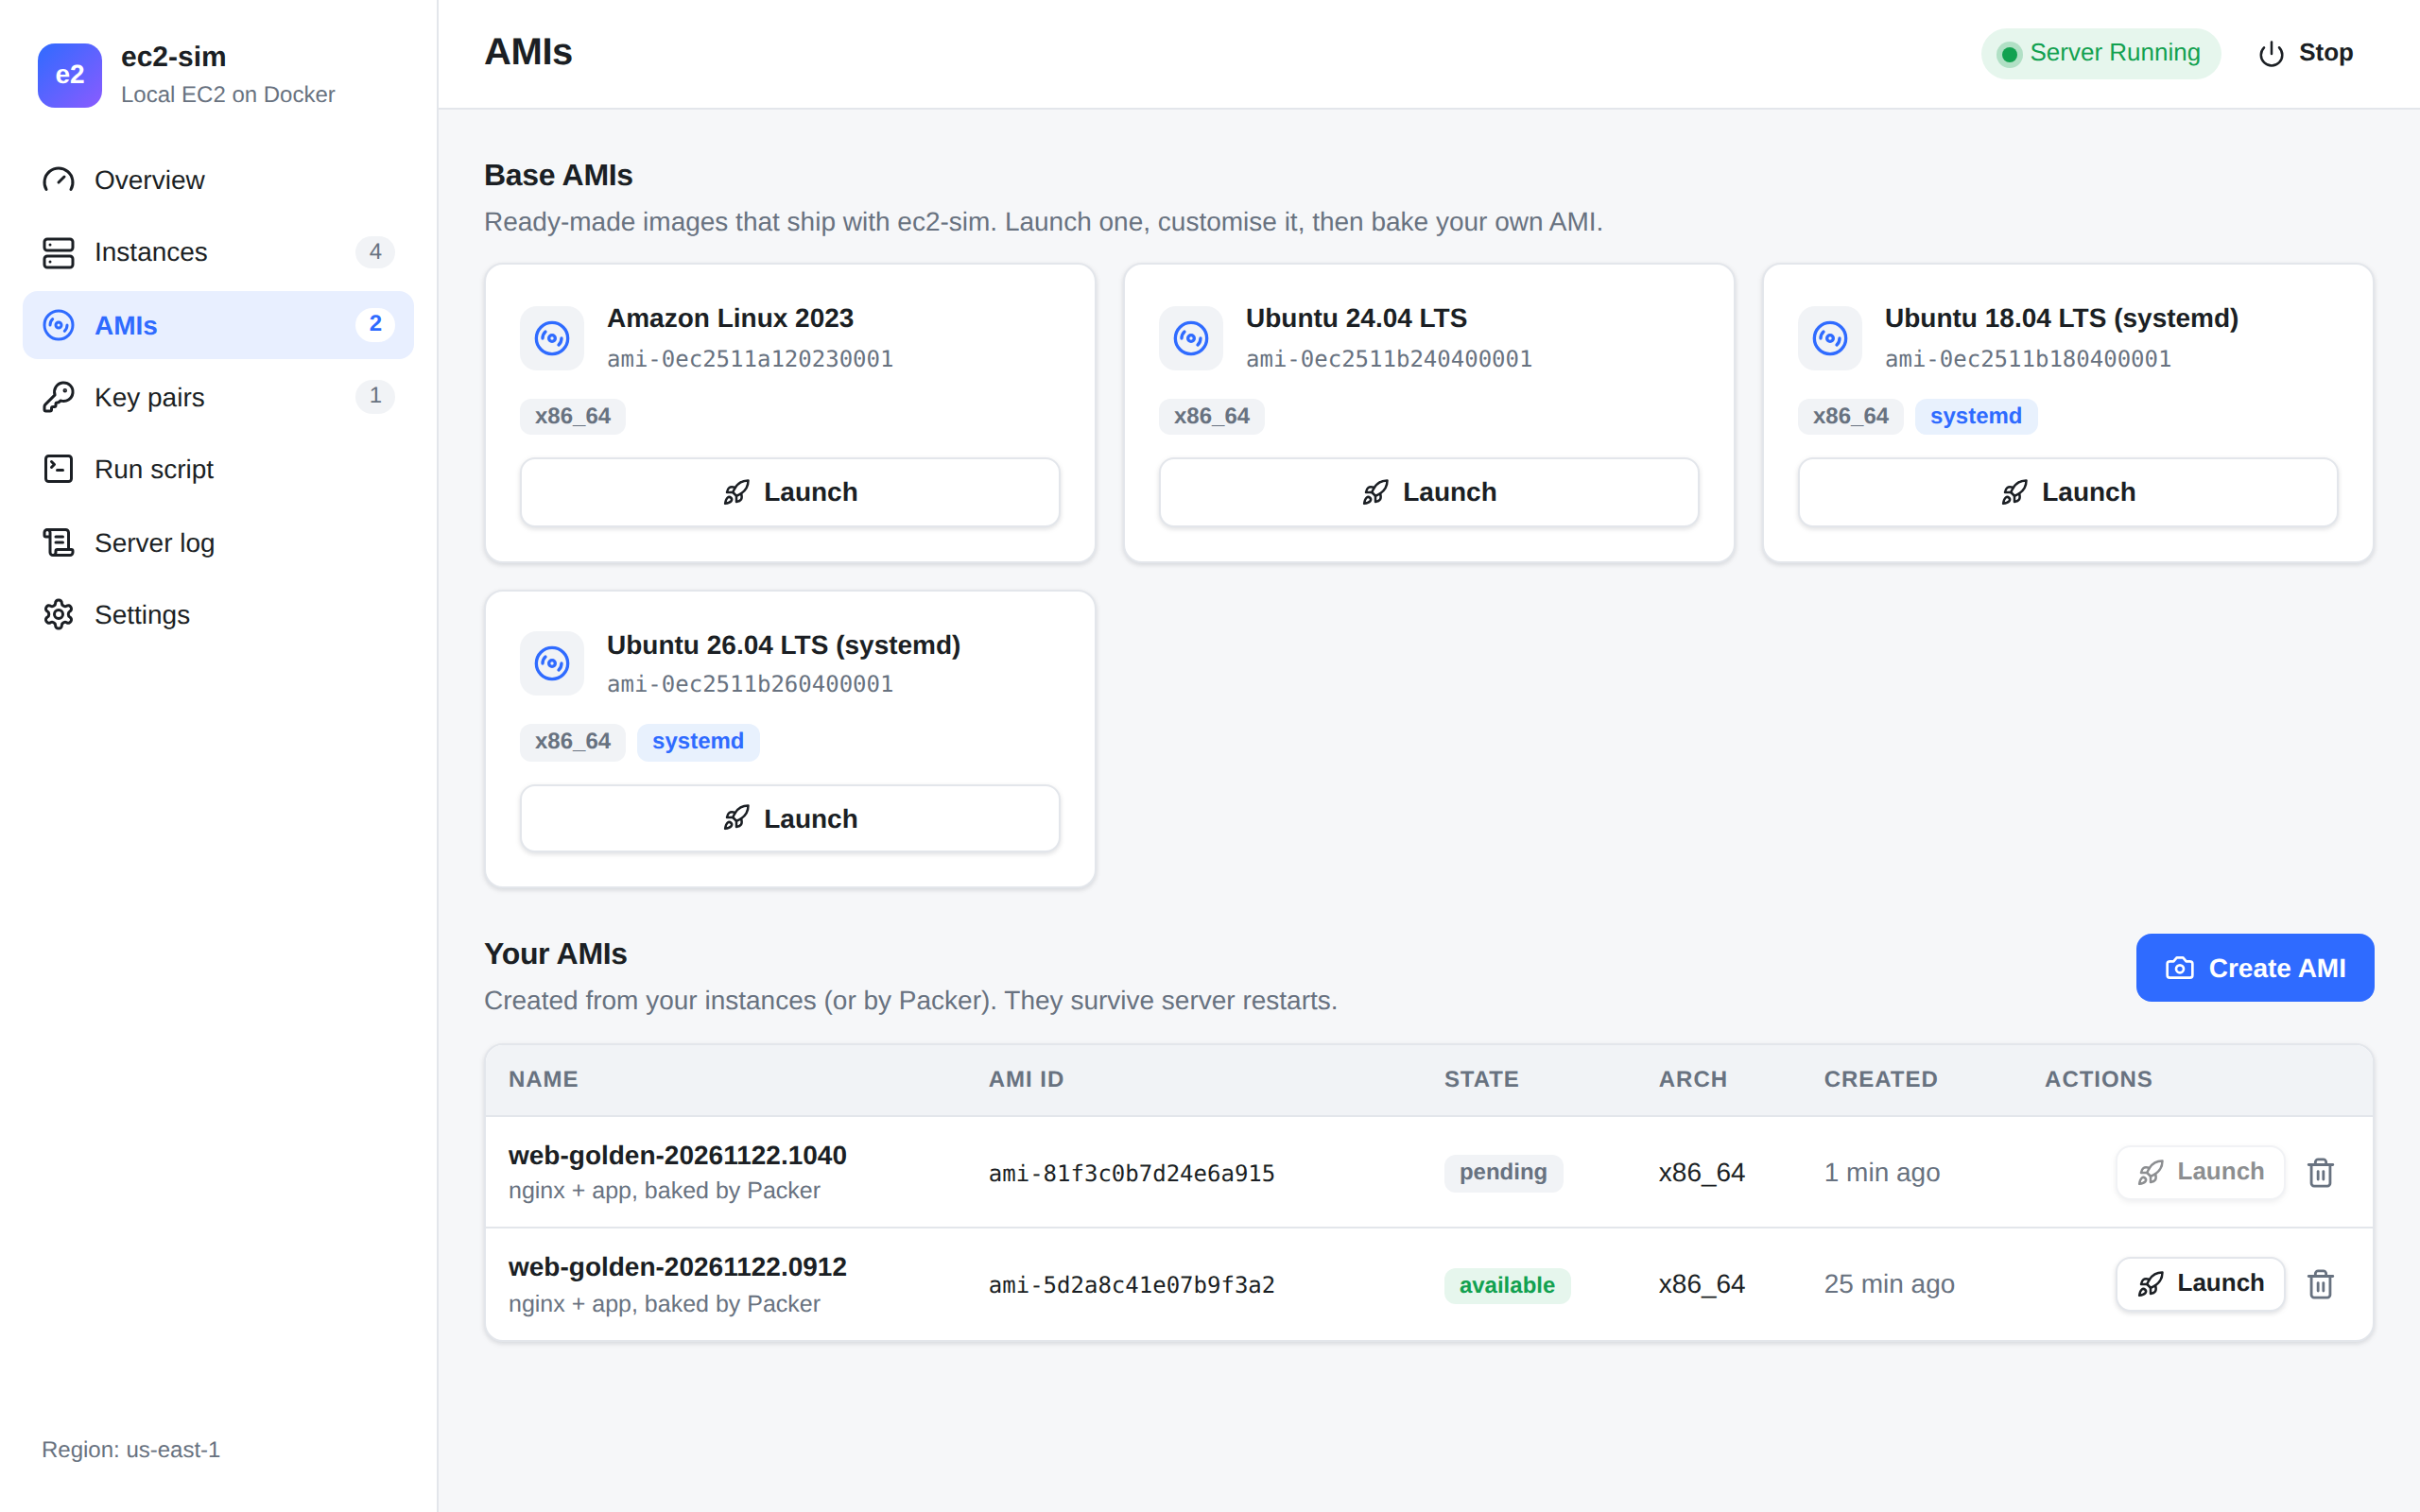 e2
ec2-sim
Local EC2 on Docker
Overview
Instances 4
AMIs 2
Key pairs 1
Run script
Server log
Settings
Region: us-east-1
AMIs
Server Running
Stop
Base AMIs
Ready-made images that ship with ec2-sim. Launch one, customise it, then bake your own AMI.
Amazon Linux 2023
ami-0ec2511a120230001
x86_64
Launch
Ubuntu 24.04 LTS
ami-0ec2511b240400001
x86_64
Launch
Ubuntu 18.04 LTS (systemd)
ami-0ec2511b180400001
x86_64 systemd
Launch
Ubuntu 26.04 LTS (systemd)
ami-0ec2511b260400001
x86_64 systemd
Launch
Your AMIs
Created from your instances (or by Packer). They survive server restarts.
Create AMI
NAME AMI ID STATE ARCH CREATED ACTIONS
web-golden-20261122.1040
nginx + app, baked by Packer
ami-81f3c0b7d24e6a915 pending x86_64 1 min ago Launch
web-golden-20261122.0912
nginx + app, baked by Packer
ami-5d2a8c41e07b9f3a2 available x86_64 25 min ago Launch